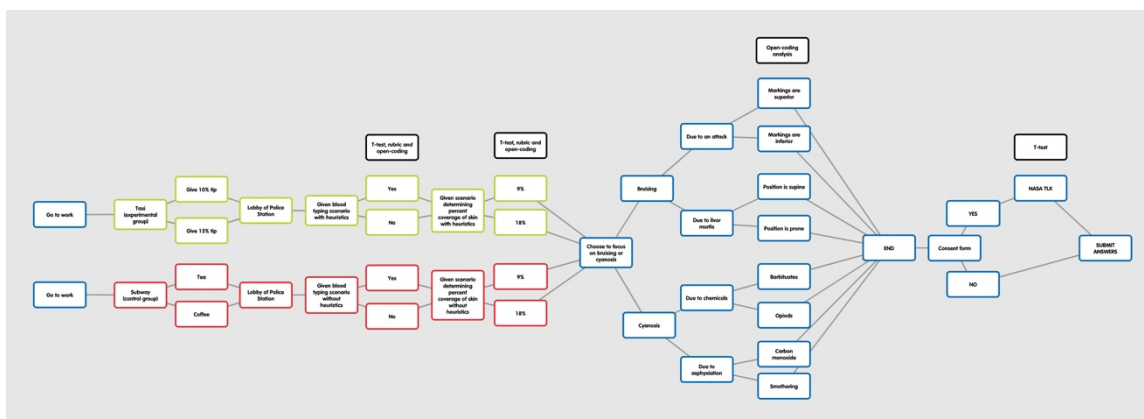 Open-coding
analysis
Markings are
superior
Due to an attack
Markings are
inferior
T-test, rubric and
open-coding
T-test, rubric and
open-coding
T-test
Give 10% tip
Yes
9%
Bruising
Position is supine
NASA TLX
Go to work
Taxi
(experimental
group)
Lobby of Police
Station
Given blood
typing scenario
with heuristics
Given scenario
determining
percent
coverage of skin
with heuristics
Give 15% tip
No
18%
Due to livor
mortis
Position is prone
YES
Choose to focus
on bruising or
cyanosis
END
Consent form
SUBMIT
ANSWERS
Tea
Yes
9%
Barbituates
NO
Go to work
Subway
(control group)
Lobby of Police
Station
Given blood
typing scenario
without
heuristics
Given scenario
determining
percent
coverage of skin
without
heuristics
Due to chemicals
Coffee
No
18%
Opiods
Cyanosis
Carbon
monoxide
Due to
asphyxiation
Smothering